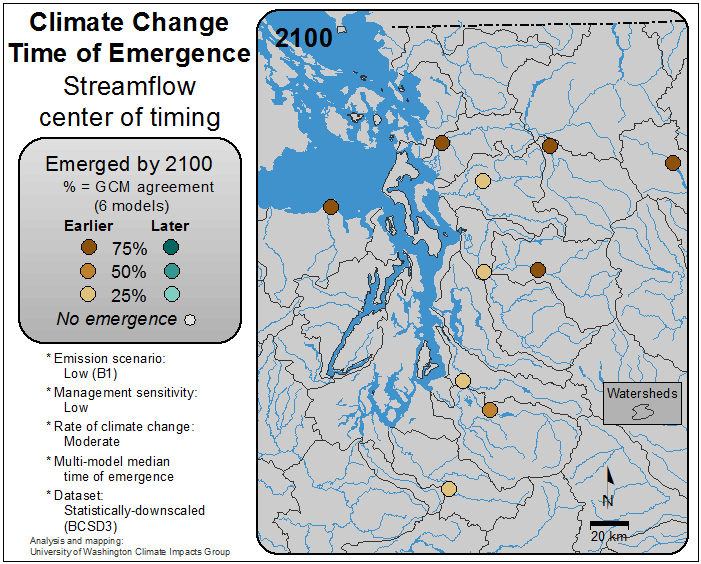 Climate Change
Time of Emergence
Streamflow
center of timing
Emerged by 2100
% = GCM agreement
(6 models)
Earlier Later
75%
50%
25%
No emergence
* Emission scenario:
Low (B1)
* Management sensitivity:
Low
* Rate of climate change:
Moderate
* Multi-model median
time of emergence
* Dataset:
Statistically-downscaled
(BCSD3)
Analysis and mapping:
University of Washington Climate Impacts Group
2100
Watersheds
N
20 km